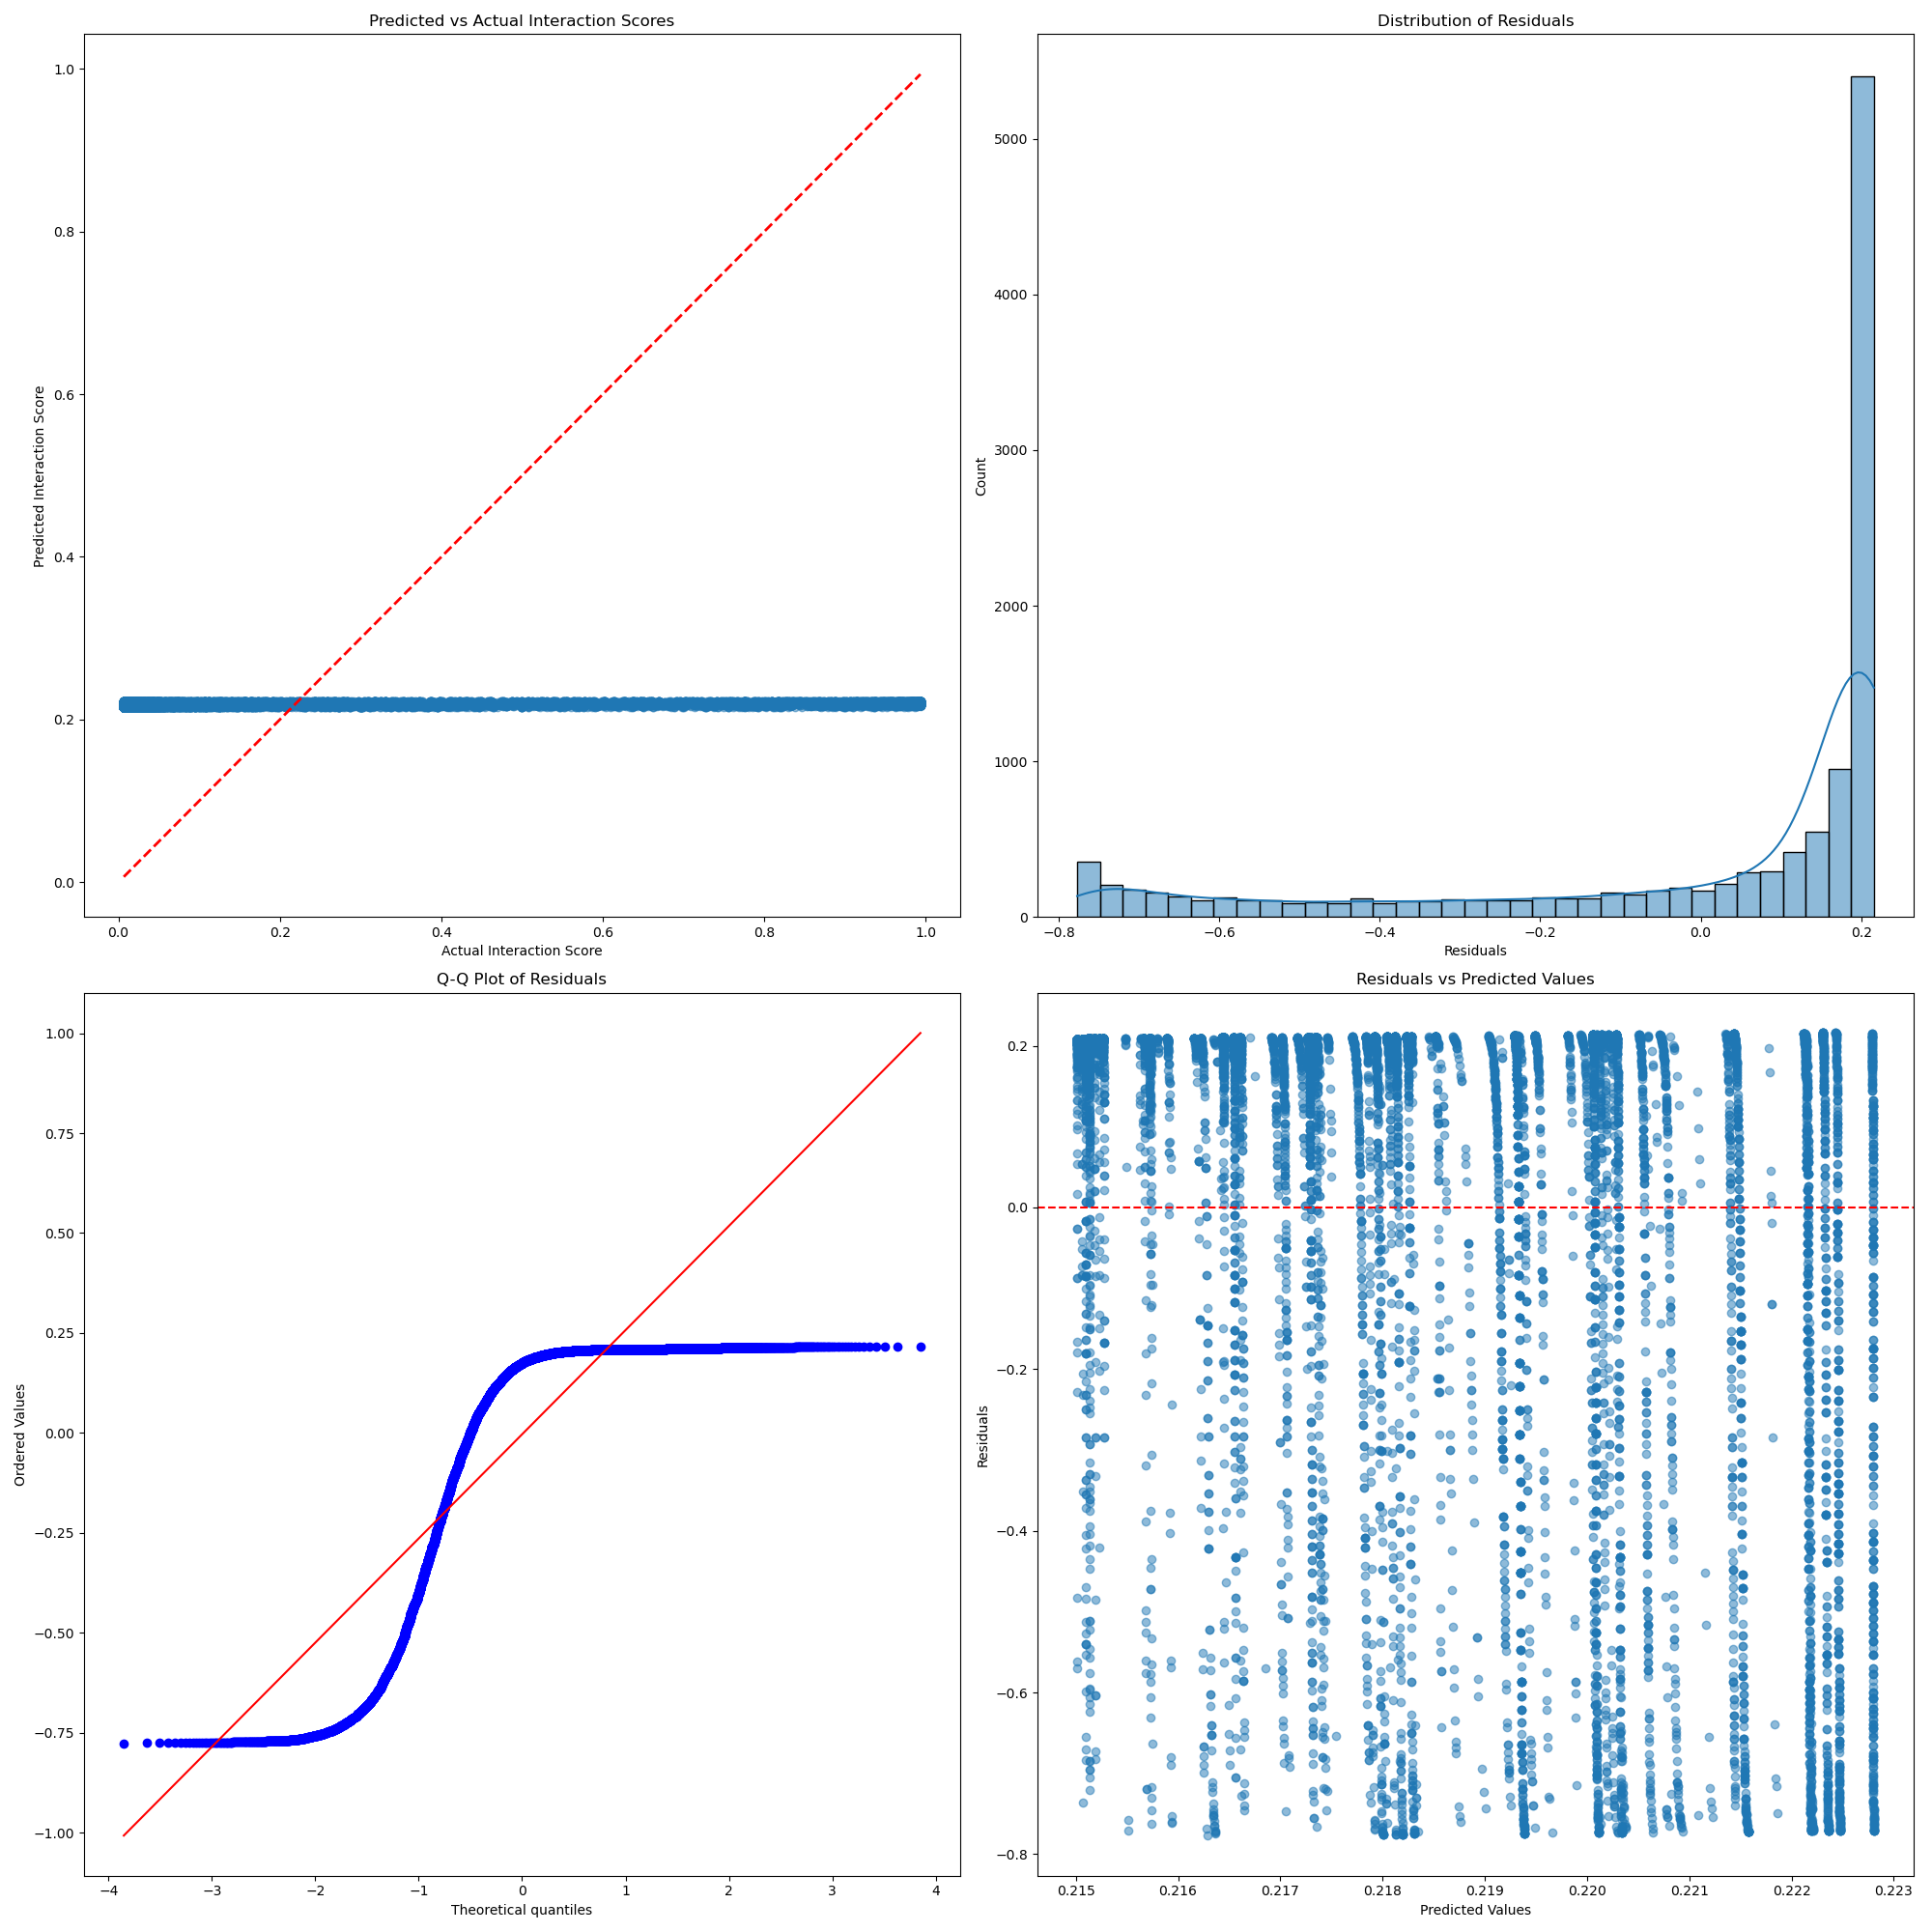 Predicted vs Actual Interaction Scores
1.0
0.8
0.6
0.4
0.2
0.0
Predicted Interaction Score
0.0 0.2 0.4 0.6 0.8 1.0
Actual Interaction Score
Distribution of Residuals
5000
4000
3000
2000
1000
0
Count
−0.8 −0.6 −0.4 −0.2 0.0 0.2
Residuals
Q-Q Plot of Residuals
1.00
0.75
0.50
0.25
0.00
−0.25
−0.50
−0.75
−1.00
Ordered Values
−4 −3 −2 −1 0 1 2 3 4
Theoretical quantiles
Residuals vs Predicted Values
0.2
0.0
−0.2
−0.4
−0.6
−0.8
Residuals
0.215 0.216 0.217 0.218 0.219 0.220 0.221 0.222 0.223
Predicted Values